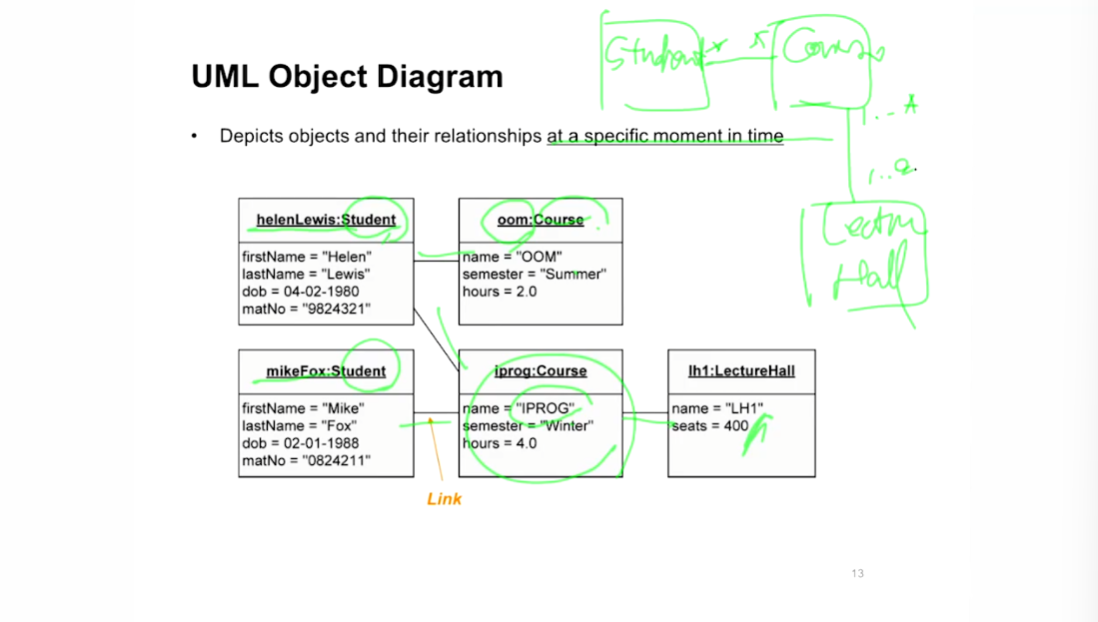 UML Object Diagram
Student
Course
• Depicts objects and their relationships at a specific moment in time
1..*
Lectur
Hall
helenLewis:Student
firstName = "Helen"
lastName = "Lewis"
dob = 04-02-1980
matNo = "9824321"
oom:Course
name = "OOM"
semester = "Summer"
hours = 2.0
mikeFox:Student
firstName = "Mike"
lastName = "Fox"
dob = 02-01-1988
matNo = "0824211"
iprog:Course
name = "IPROG"
semester = "Winter"
hours = 4.0
lh1:LectureHall
name = "LH1"
seats = 400
Link
13